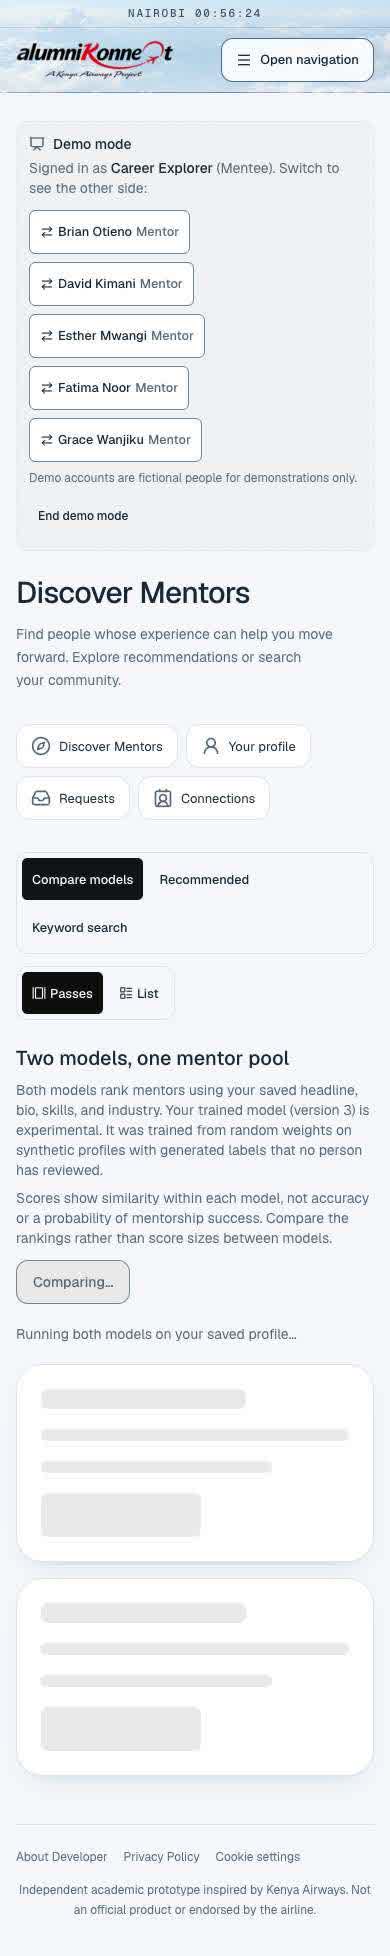 NAIROBI 00:56:24
alumniKonnect
A Kenya Airways Project
Open navigation
Demo mode
Signed in as Career Explorer (Mentee). Switch to
see the other side:
Brian Otieno Mentor
David Kimani Mentor
Esther Mwangi Mentor
Fatima Noor Mentor
Grace Wanjiku Mentor
Demo accounts are fictional people for demonstrations only.
End demo mode
Discover Mentors
Find people whose experience can help you move
forward. Explore recommendations or search
your community.
Discover Mentors
Your profile
Requests
Connections
Compare models
Recommended
Keyword search
Passes
List
Two models, one mentor pool
Both models rank mentors using your saved headline,
bio, skills, and industry. Your trained model (version 3) is
experimental. It was trained from random weights on
synthetic profiles with generated labels that no person
has reviewed.
Scores show similarity within each model, not accuracy
or a probability of mentorship success. Compare the
rankings rather than score sizes between models.
Comparing…
Running both models on your saved profile…
About Developer
Privacy Policy
Cookie settings
Independent academic prototype inspired by Kenya Airways. Not
an official product or endorsed by the airline.